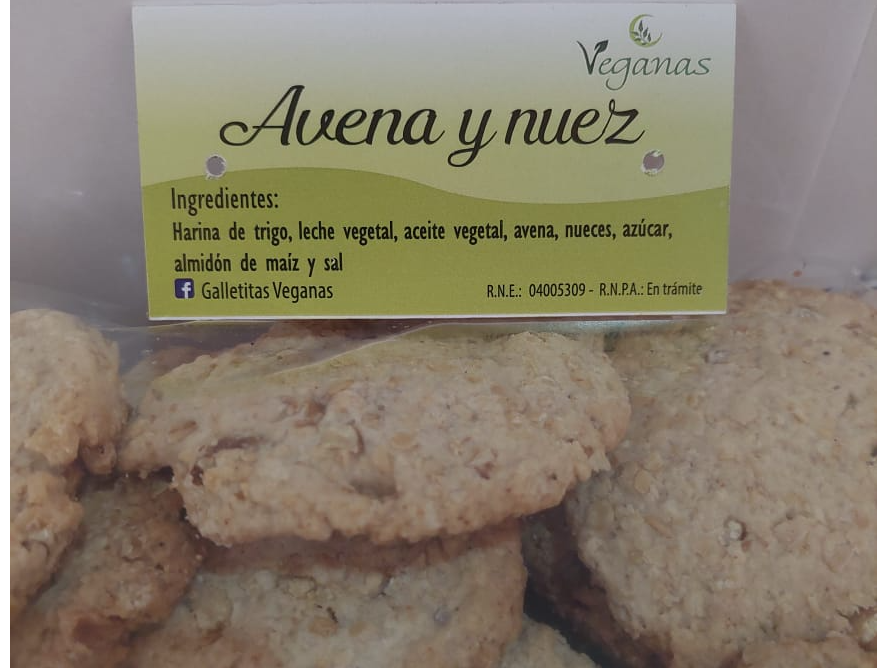 Veganas
Avena y nuez
Ingredientes:
Harina de trigo, leche vegetal, aceite vegetal, avena, nueces, azúcar,
almidón de maíz y sal
f Galletitas Veganas
R.N.E.: 04005309 - R.N.P.A.: En trámite